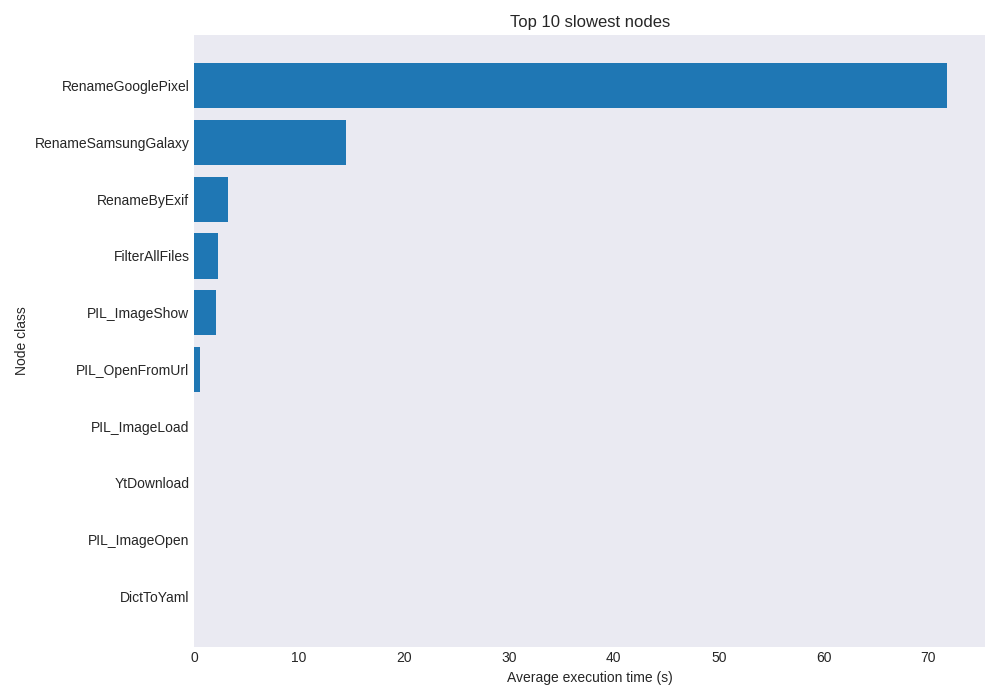 Top 10 slowest nodes
Node class
RenameGooglePixel
RenameSamsungGalaxy
RenameByExif
FilterAllFiles
PIL_ImageShow
PIL_OpenFromUrl
PIL_ImageLoad
YtDownload
PIL_ImageOpen
DictToYaml
0 10 20 30 40 50 60 70
Average execution time (s)